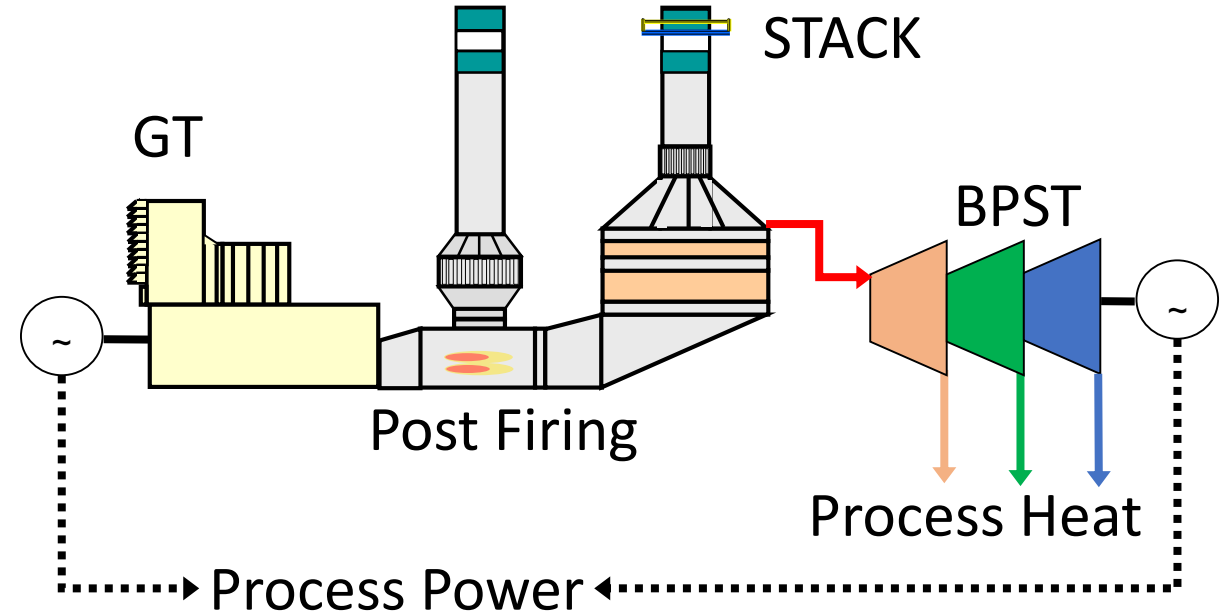 STACK
GT
BPST
~
~
Post Firing
Process Heat
Process Power